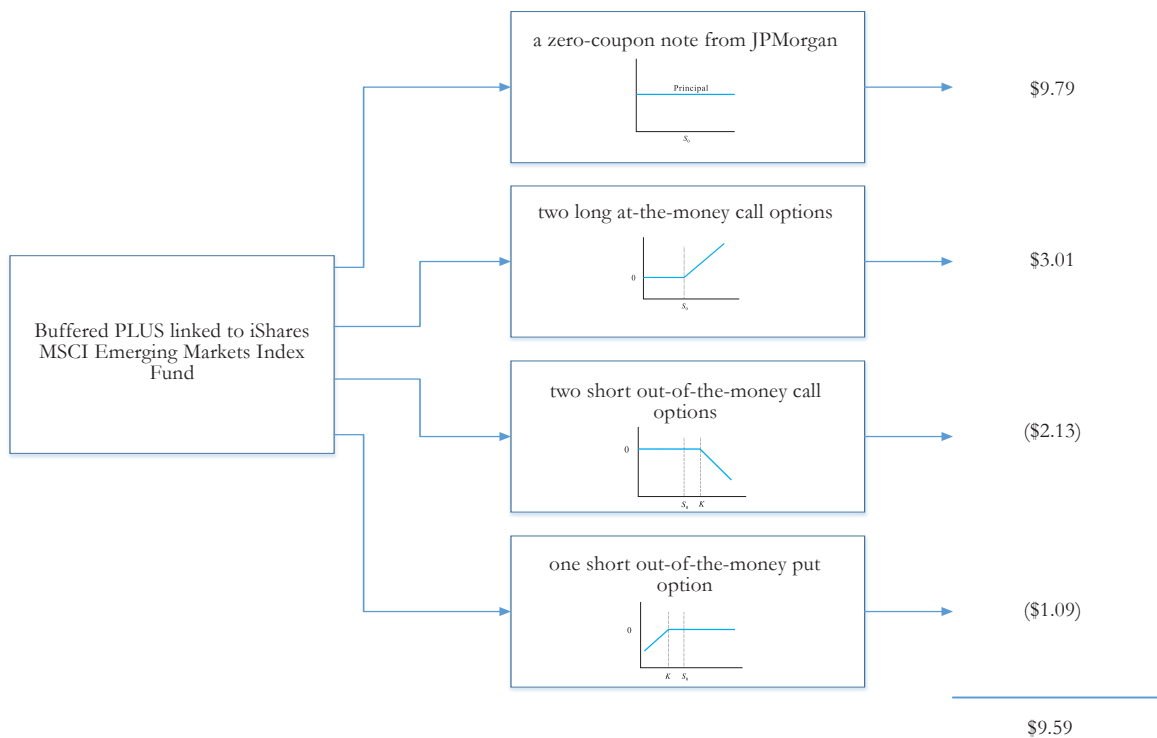 a zero-coupon note from JPMorgan
Principal
S₀
$9.79
two long at-the-money call options
0
S₀
$3.01
Buffered PLUS linked to iShares
MSCI Emerging Markets Index
Fund
two short out-of-the-money call
options
0
S₀ K
($2.13)
one short out-of-the-money put
option
0
K S₀
($1.09)
$9.59